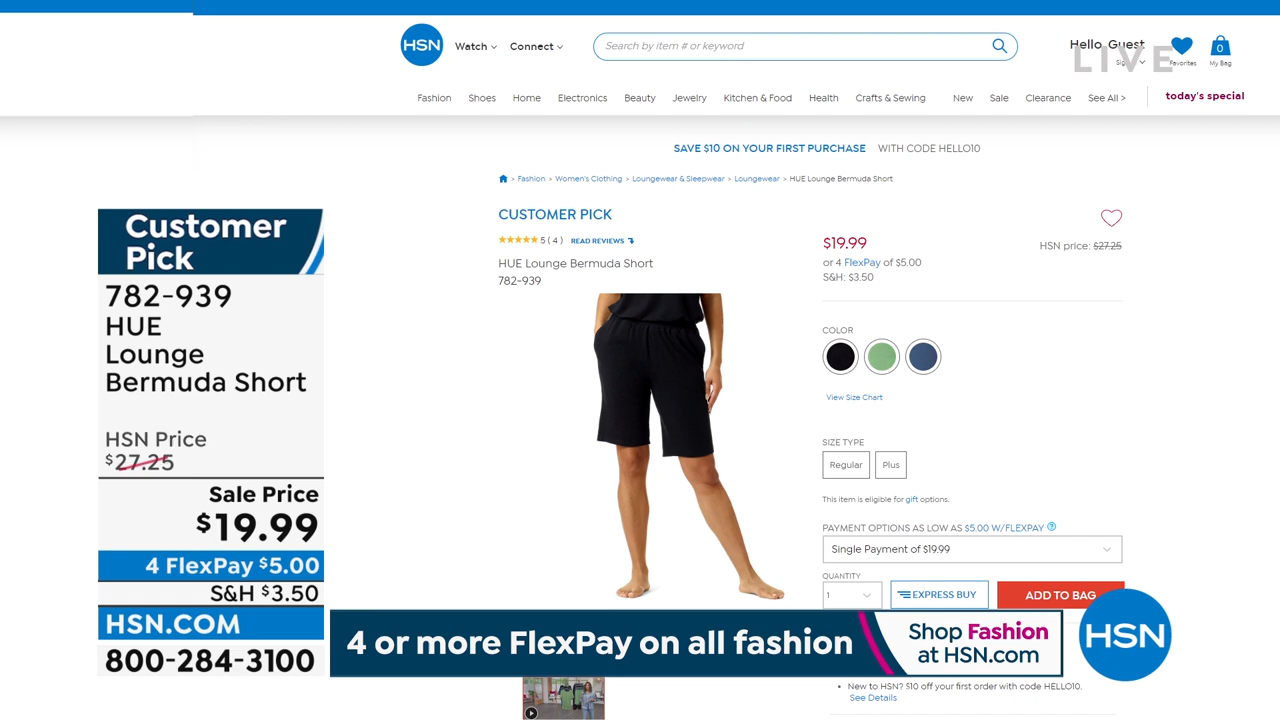 HSN
Watch
Connect
Search by item # or keyword
Hello, Guest
LIVE
Favorites
0
My Bag
Fashion
Shoes
Home
Electronics
Beauty
Jewelry
Kitchen & Food
Health
Crafts & Sewing
New
Sale
Clearance
See All >
today's special
SAVE $10 ON YOUR FIRST PURCHASE WITH CODE HELLO10
> Fashion > Women's Clothing > Loungewear & Sleepwear > Loungewear > HUE Lounge Bermuda Short
CUSTOMER PICK
5 ( 4 ) READ REVIEWS
HUE Lounge Bermuda Short
782-939
$19.99
HSN price: $27.25
or 4 FlexPay of $5.00
S&H: $3.50
COLOR
View Size Chart
SIZE TYPE
Regular
Plus
This item is eligible for gift options.
PAYMENT OPTIONS AS LOW AS $5.00 W/FLEXPAY ?
Single Payment of $19.99
QUANTITY
1
EXPRESS BUY
ADD TO BAG
Customer
Pick
782-939
HUE
Lounge
Bermuda Short
HSN Price
$27.25
Sale Price
$19.99
4 FlexPay $5.00
S&H $3.50
HSN.COM
800-284-3100
4 or more FlexPay on all fashion
Shop Fashion
at HSN.com
HSN
• New to HSN? $10 off your first order with code HELLO10.
See Details